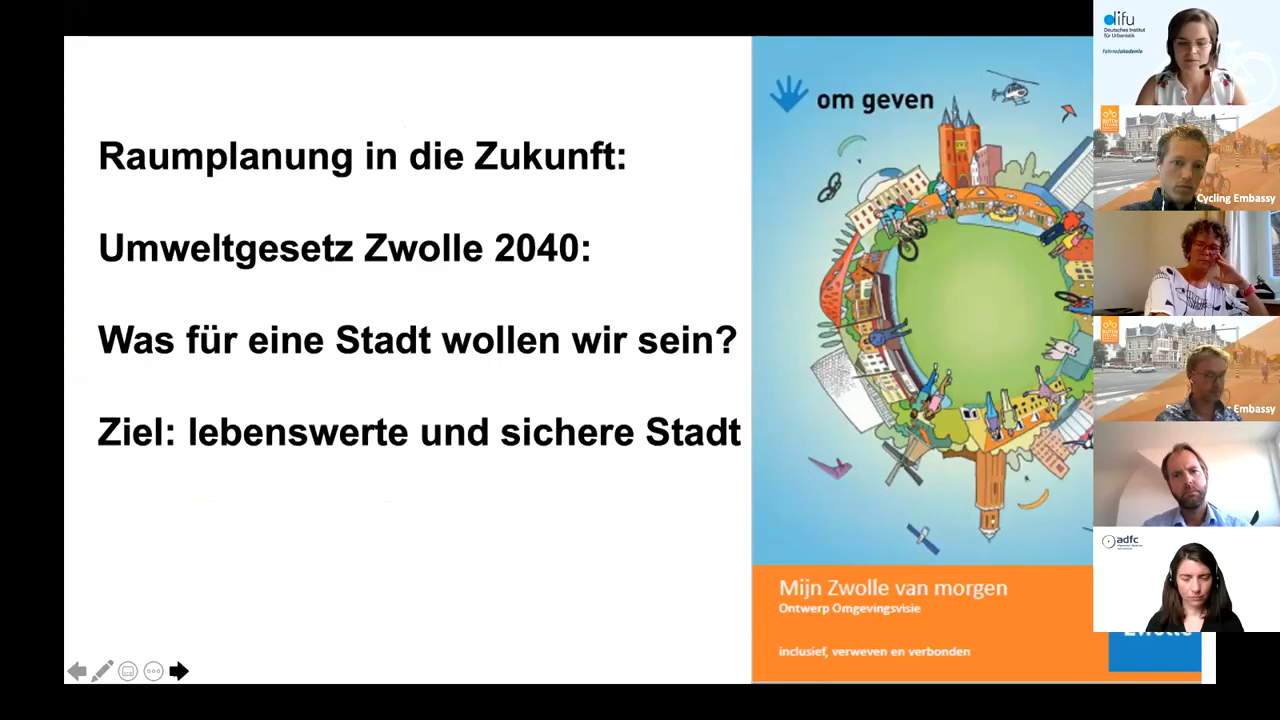 Raumplanung in die Zukunft:
Umweltgesetz Zwolle 2040:
Was für eine Stadt wollen wir sein?
Ziel: lebenswerte und sichere Stadt
om geven
Mijn Zwolle van morgen
Ontwerp Omgevingsvisie
inclusief, verweven en verbonden
difu
Deutsches Institut
für Urbanistik
Fahrradakademie
Cycling Embassy
Embassy
adfc